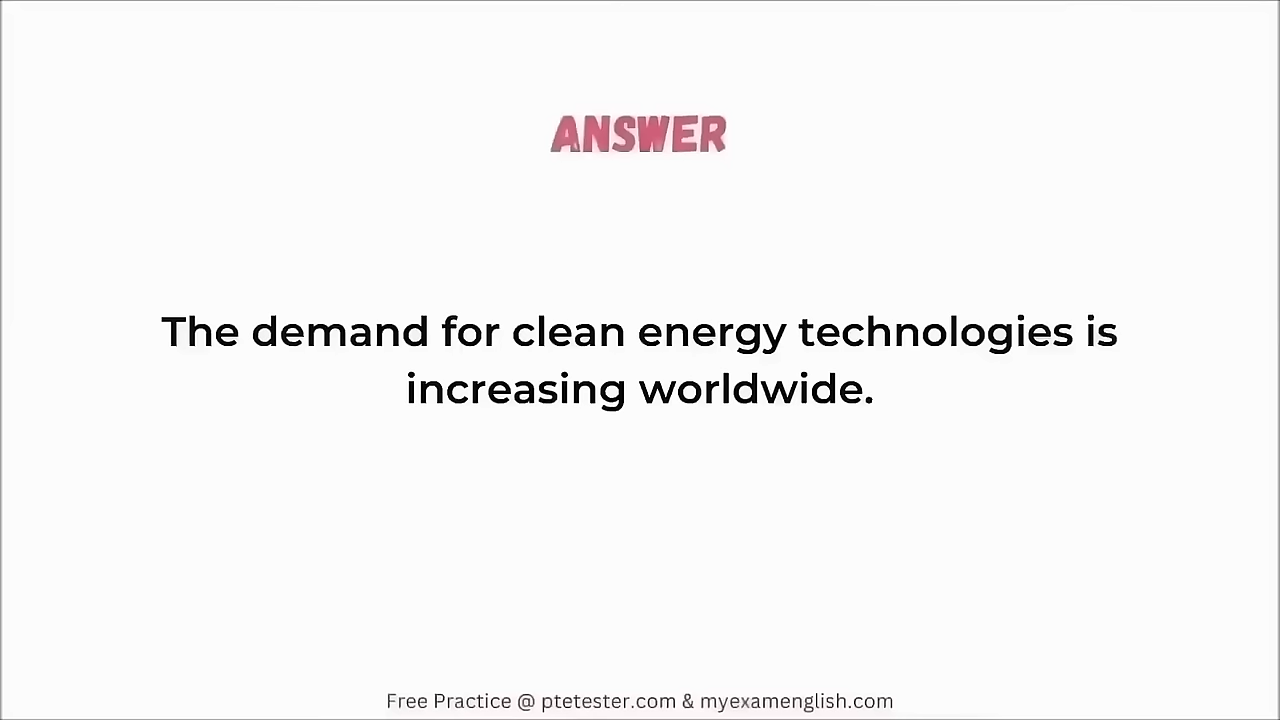 ANSWER
The demand for clean energy technologies is
increasing worldwide.
Free Practice @ ptetester.com & myexamenglish.com